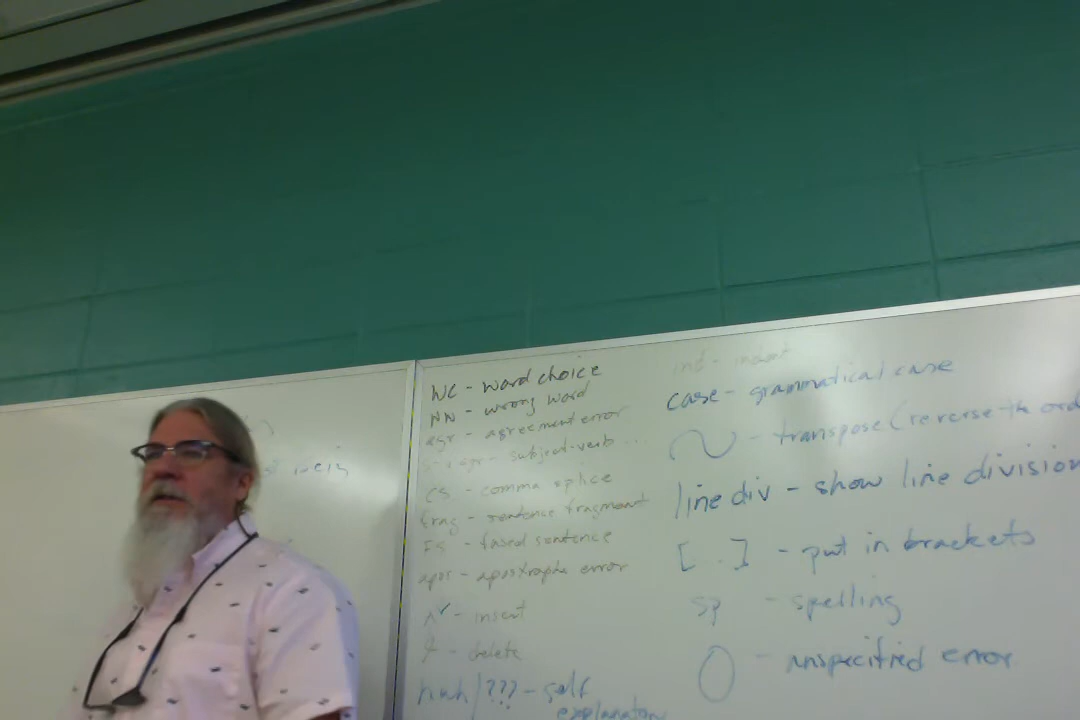 WC - word choice
WW - wrong word
agr - agreement error
s-v agr - subject-verb ...
CS - comma splice
frag - sentence fragment
FS - fused sentence
apos - apostrophe error
^ ✓ - insert
- delete
huh/??? - self
explanatory
ind - indent
case - grammatical case
~ - transpose (reverse th ord
line div - show line division
[ . ] - put in brackets
sp - spelling
O - unspecified error